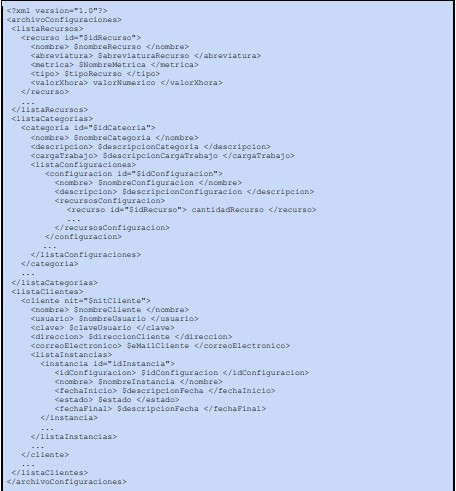 <?xml version="1.0"?>
<archivoConfiguraciones>
<listaRecursos>
<recurso id="$idRecurso">
<nombre> $nombreRecurso </nombre>
<abreviatura> $abreviaturaRecurso </abreviatura>
<metrica> $NombreMetrica </metrica>
<tipo> $tipoRecurso </tipo>
<valorXhora> valorNumerico </valorXhora>
</recurso>
...
</listaRecursos>
<listaCategorias>
<categoria id="$idCateoria">
<nombre> $nombreCategoria </nombre>
<descripcion> $descripcionCategoria </descripcion>
<cargaTrabajo> $descripcionCargaTrabajo </cargaTrabajo>
<listaConfiguraciones>
<configuracion id="$idConfiguracion">
<nombre> $nombreConfiguracion </nombre>
<descripcion> $descripcionConfiguracion </descripcion>
<recursosConfiguracion>
<recurso id="$idRecurso"> cantidadRecurso </recurso>
...
</recursosConfiguracion>
</configuracion>
...
</listaConfiguraciones>
</categoria>
...
</listaCategorias>
<listaClientes>
<cliente nit="$nitCliente">
<nombre> $nombreCliente </nombre>
<usuario> $nombreUsuario </usuario>
<clave> $claveUsuario </clave>
<direccion> $direccionCliente </direccion>
<correoElectronico> $eMailCliente </correoElectronico>
<listaInstancias>
<instancia id="idInstancia">
<idConfiguracion> $idConfiguracion </idConfiguracion>
<nombre> $nombreInstancia </nombre>
<fechaInicio> $descripcionFecha </fechaInicio>
<estado> $estado </estado>
<fechaFinal> $descripcionFecha </fechaFinal>
</instancia>
...
</listaInstancias>
...
</cliente>
...
</listaClientes>
</archivoConfiguraciones>